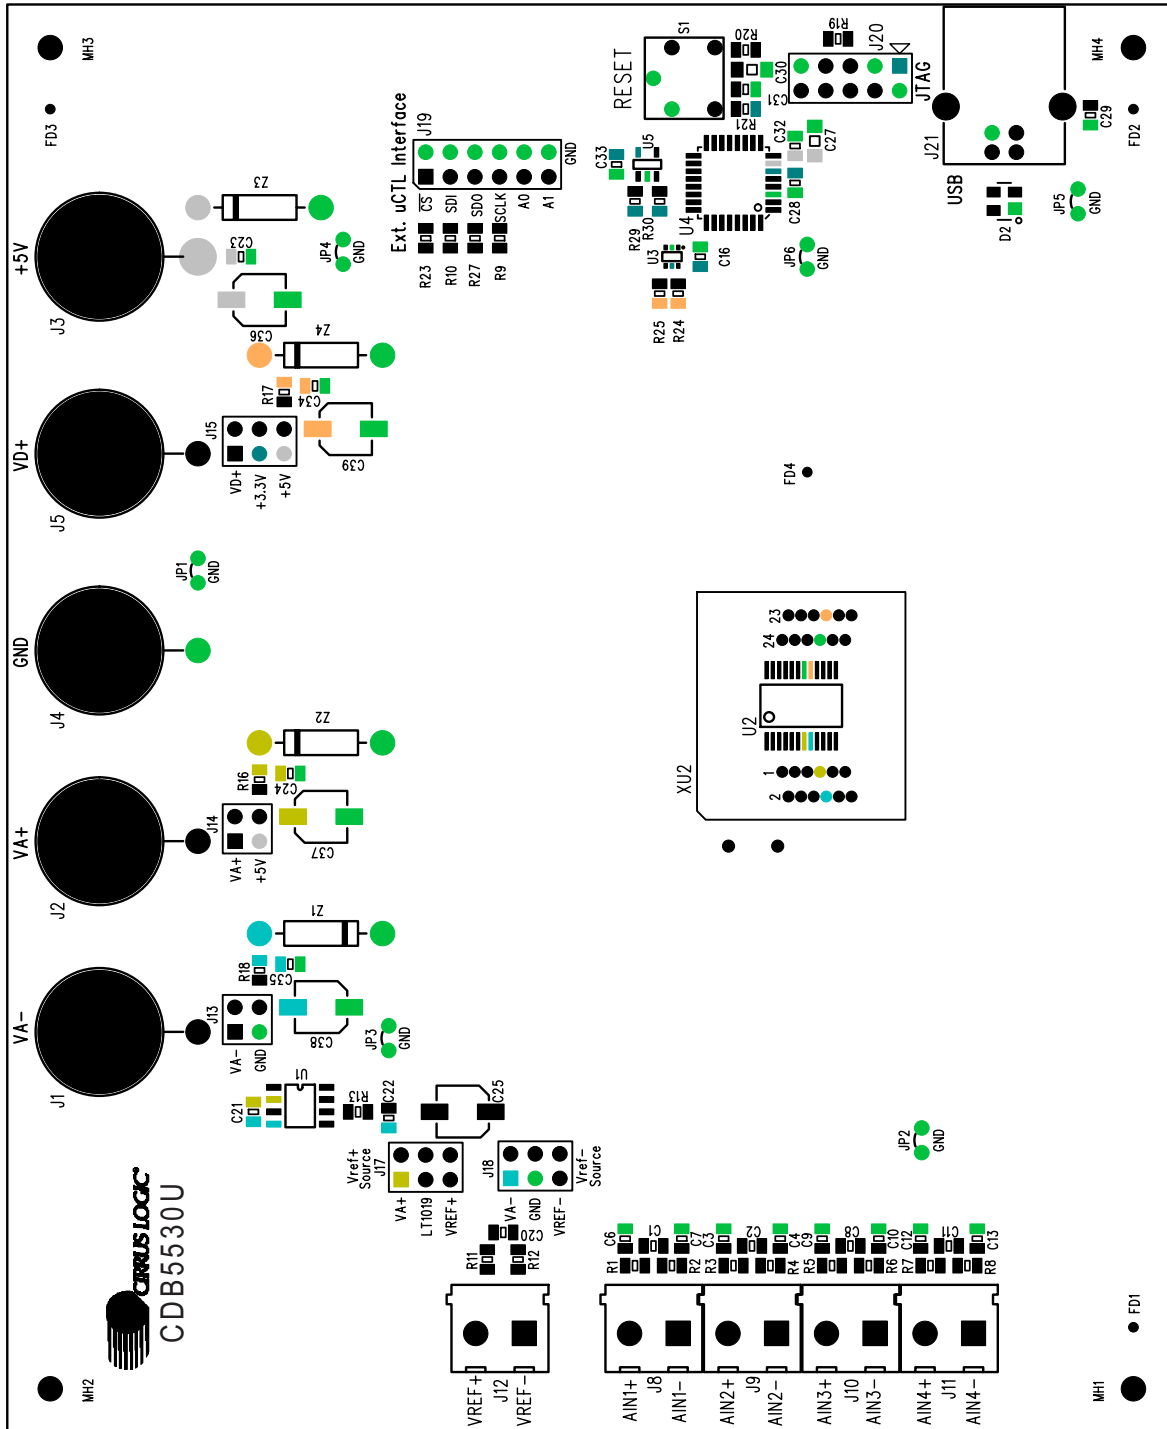 MH3
FD3
+5V
J3
Z3
C23
JP4
GND
C36
Z4
R17
C34
C39
VD+
J5
J15
VD+
+3.3V
+5V
JP1
GND
GND
J4
VA+
J2
Z2
R16
C24
J14
C37
VA+
+5V
VA-
J1
Z1
R18
C35
J13
C38
VA-
GND
JP3
GND
U1
C21
R13
C22
C25
Vref+
Source
J17
VA+
LT1019
VREF+
J18
Vref-
Source
VA-
GND
VREF-
CIRRUS LOGIC®
CDB5530U
MH2
R11
C20
R12
VREF+
J12
VREF-
Ext. uCTL Interface
J19
GND
CS
SDI
SDO
SCLK
A0
A1
R23
R10
R27
R9
RESET
S1
R20
C30
C31
R21
R19
J20
JTAG
C33
U5
R29
R30
U4
U3
C16
R25
R24
C32
C27
C28
JP6
GND
J21
USB
D2
JP5
GND
C29
FD2
MH4
FD4
XU2
U2
23
24
1
2
JP2
GND
C6
C1
C7
R1
R2
C3
C2
C4
R3
R4
C9
C8
C10
R5
R6
C12
C11
C13
R7
R8
AIN1+
J8
AIN1-
AIN2+
J9
AIN2-
AIN3+
J10
AIN3-
AIN4+
J11
AIN4-
FD1
MH1